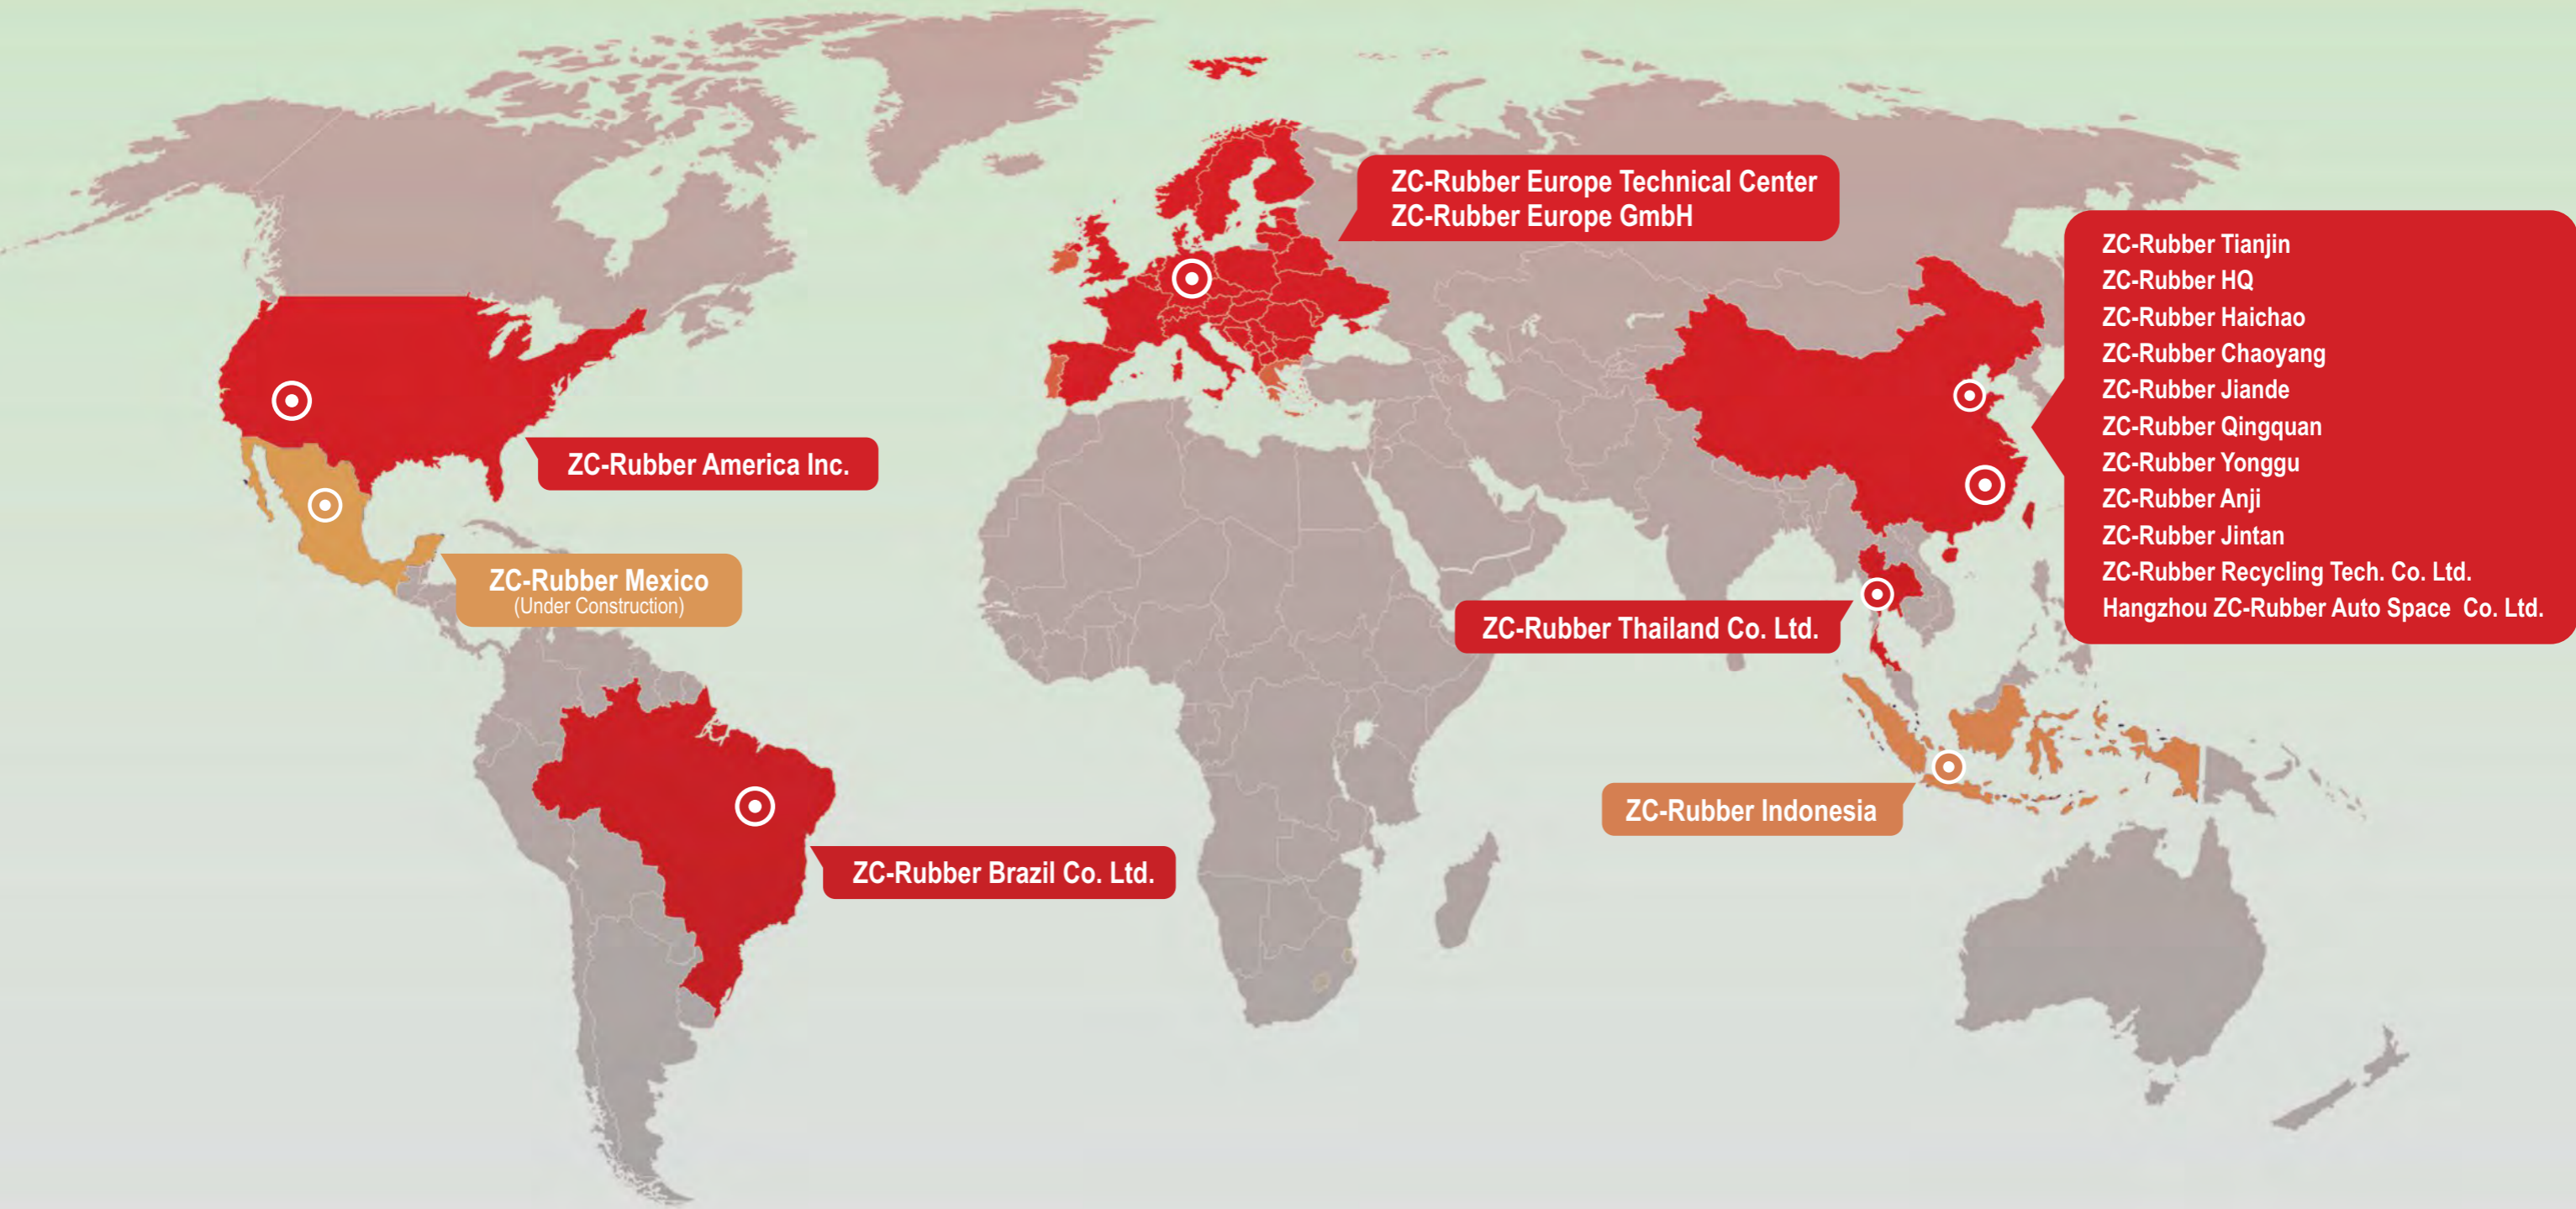 ZC-Rubber Europe Technical Center
ZC-Rubber Europe GmbH
ZC-Rubber Tianjin
ZC-Rubber HQ
ZC-Rubber Haichao
ZC-Rubber Chaoyang
ZC-Rubber Jiande
ZC-Rubber Qingquan
ZC-Rubber Yonggu
ZC-Rubber Anji
ZC-Rubber Jintan
ZC-Rubber Recycling Tech. Co. Ltd.
Hangzhou ZC-Rubber Auto Space Co. Ltd.
ZC-Rubber America Inc.
ZC-Rubber Mexico
(Under Construction)
ZC-Rubber Thailand Co. Ltd.
ZC-Rubber Indonesia
ZC-Rubber Brazil Co. Ltd.